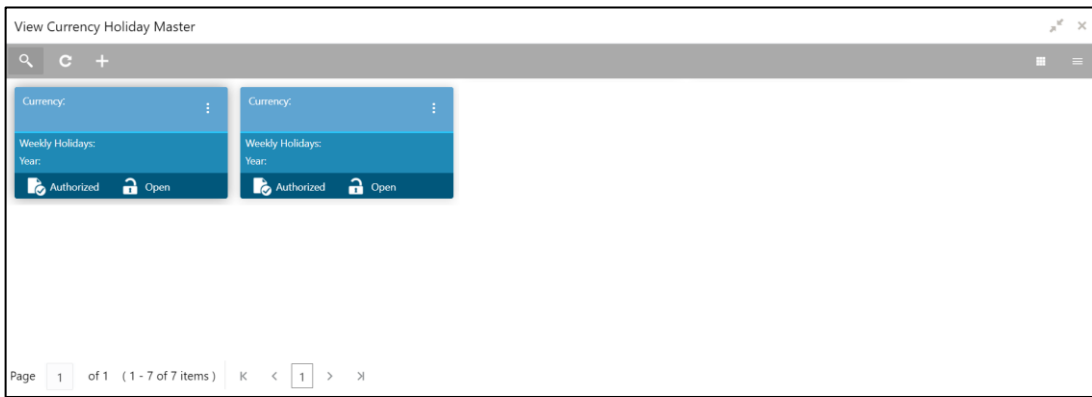 View Currency Holiday Master
Currency: Currency:
Weekly Holidays: Weekly Holidays:
Year: Year:
Authorized Open Authorized Open
Page 1 of 1 ( 1 - 7 of 7 items ) K < 1 > >|